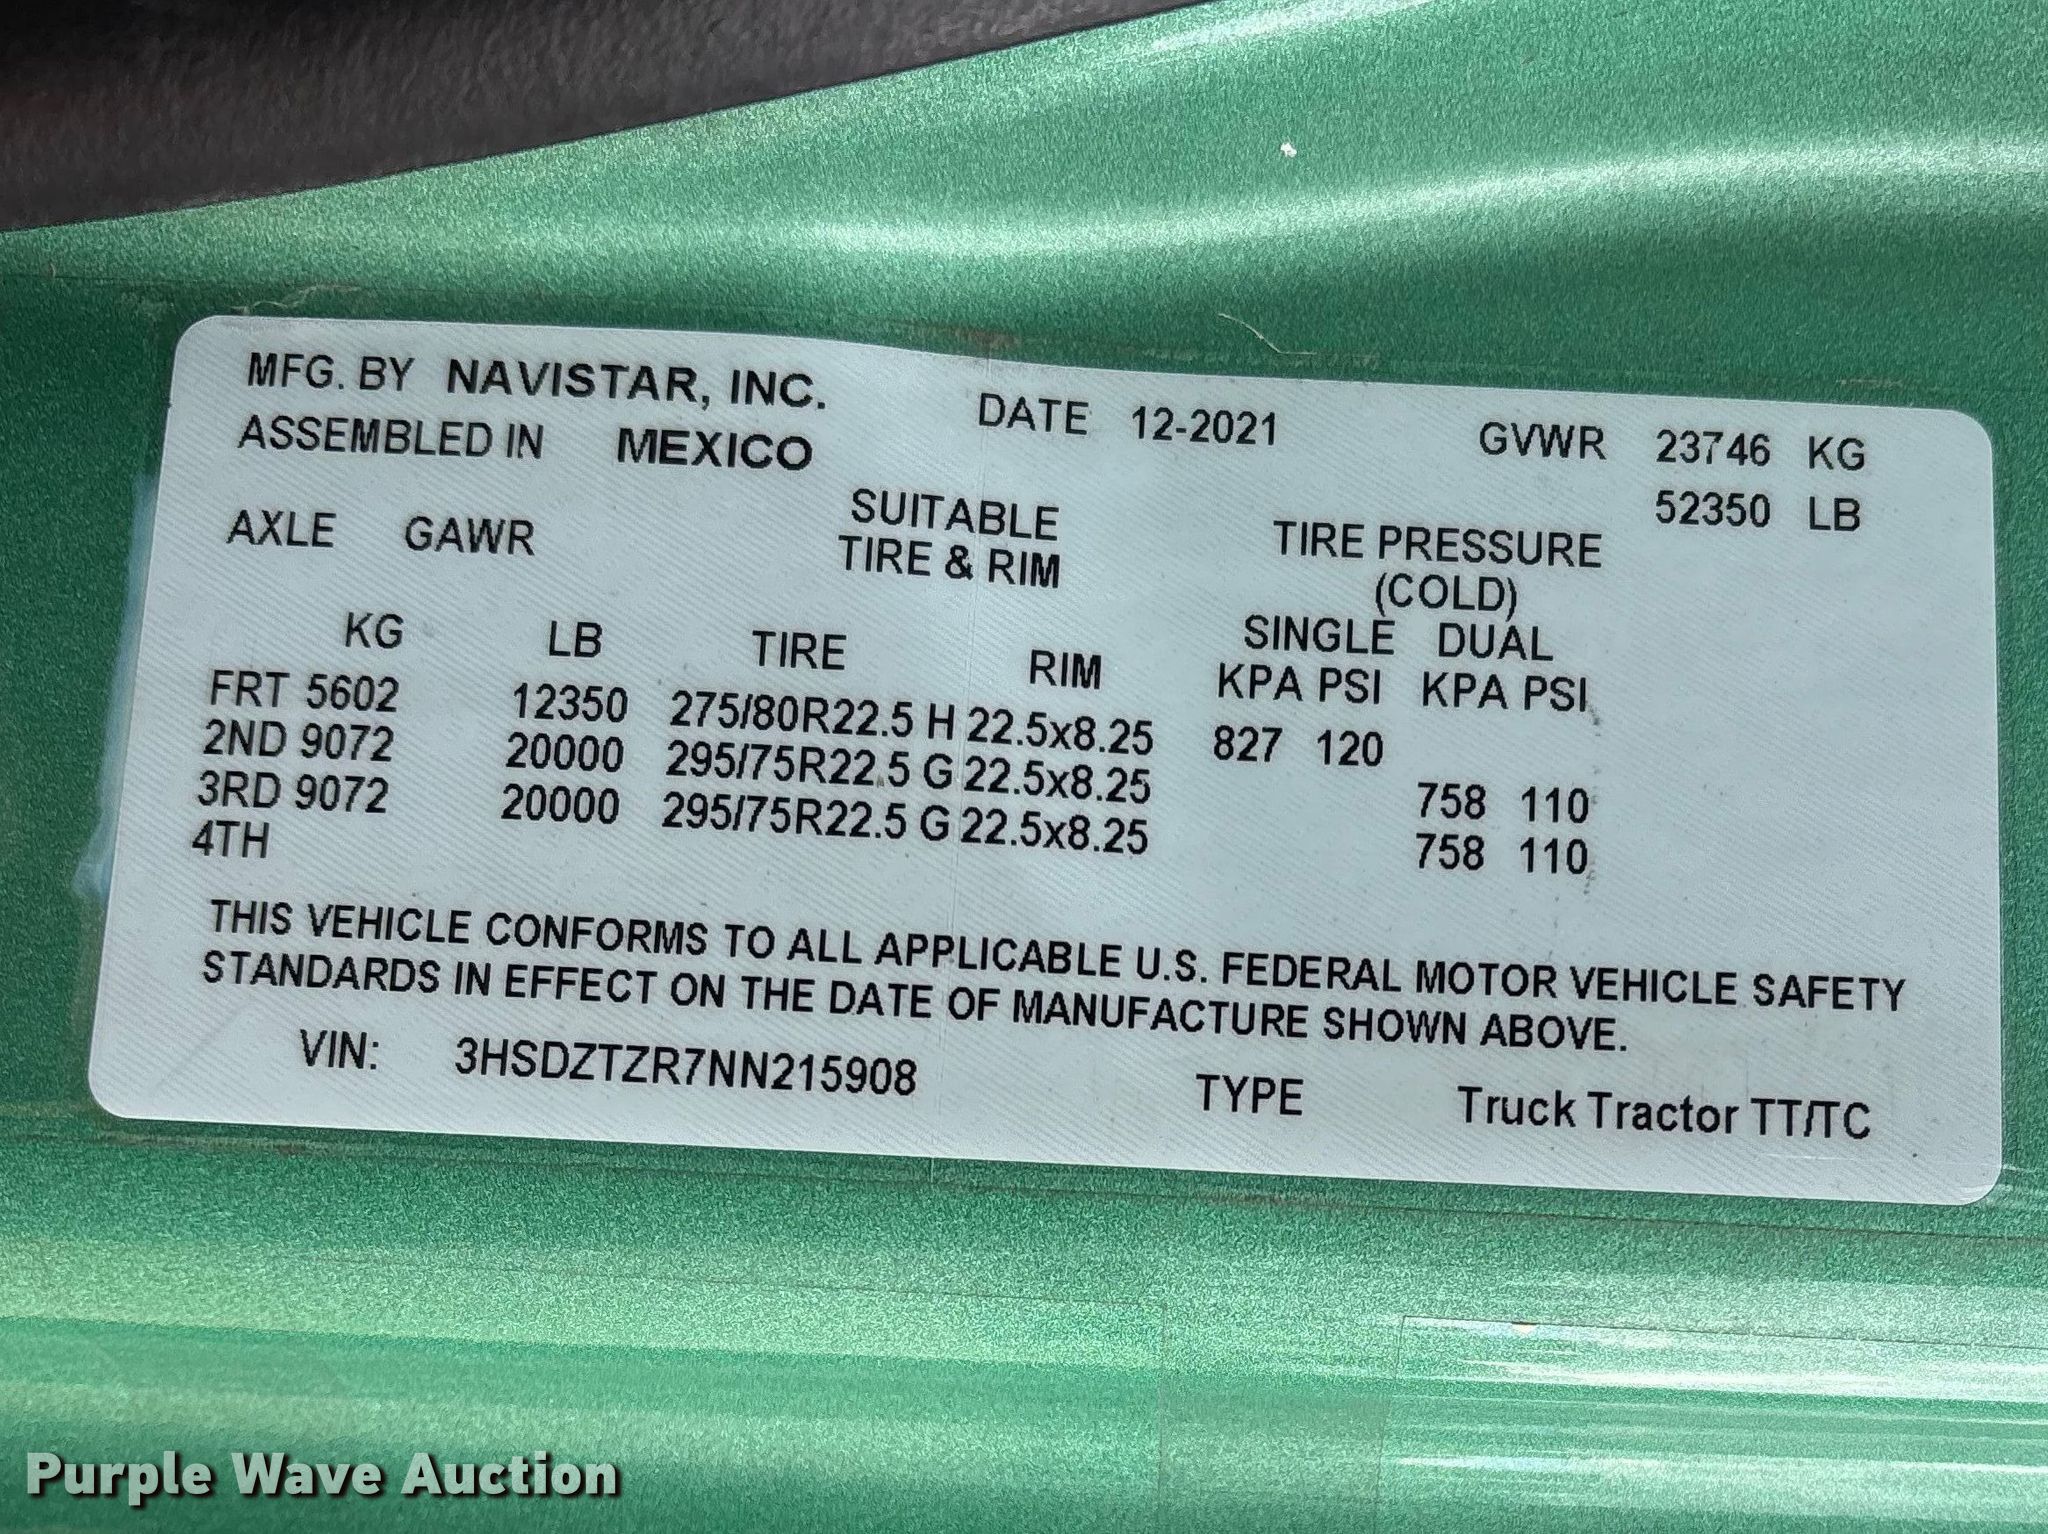 MFG. BY NAVISTAR, INC. DATE 12-2021 GVWR 23746 KG
ASSEMBLED IN MEXICO 52350 LB
AXLE GAWR SUITABLE TIRE PRESSURE
TIRE & RIM (COLD)
SINGLE DUAL
KG LB TIRE RIM KPA PSI KPA PSI
FRT 5602 12350 275/80R22.5 H 22.5x8.25 827 120
2ND 9072 20000 295/75R22.5 G 22.5x8.25 758 110
3RD 9072 20000 295/75R22.5 G 22.5x8.25 758 110
4TH
THIS VEHICLE CONFORMS TO ALL APPLICABLE U.S. FEDERAL MOTOR VEHICLE SAFETY
STANDARDS IN EFFECT ON THE DATE OF MANUFACTURE SHOWN ABOVE.
VIN: 3HSDZTZR7NN215908 TYPE Truck Tractor TT/TC
Purple Wave Auction